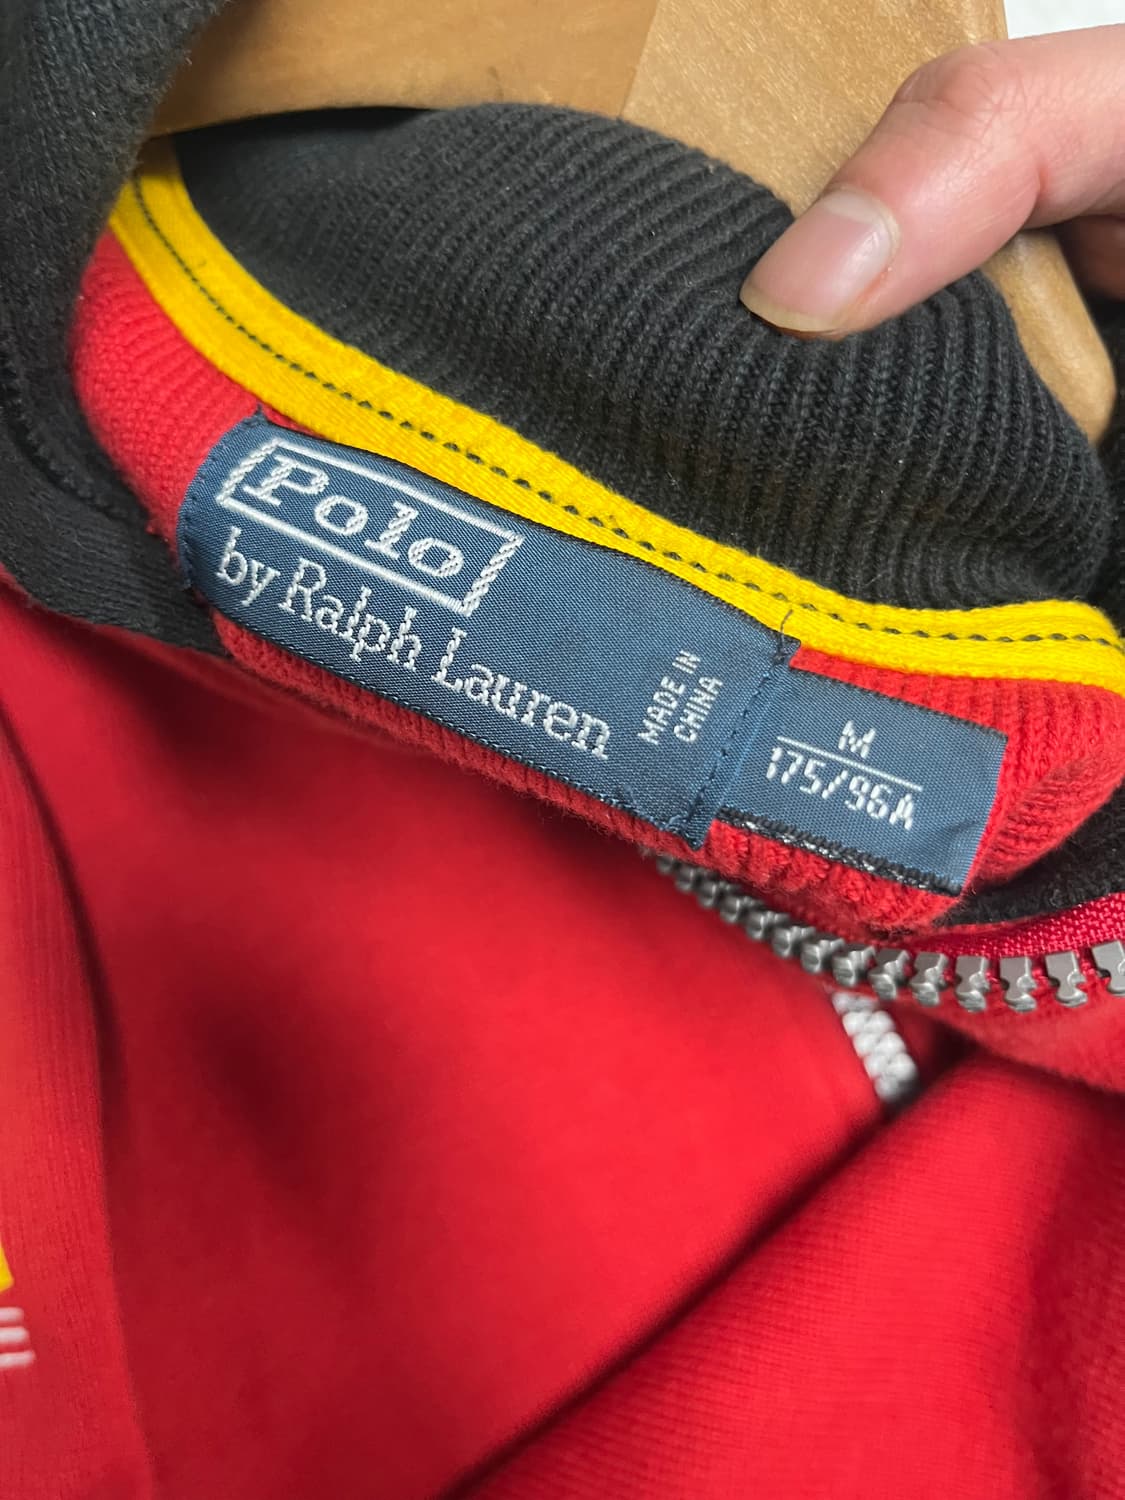 Polo
by Ralph Lauren
MADE IN
CHINA
M
175/96A